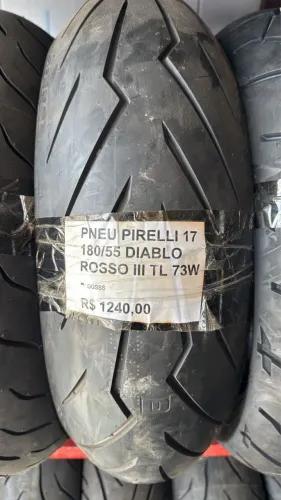 PNEU PIRELLI 17
180/55 DIABLO
ROSSO III TL 73W
R$ 1240,00